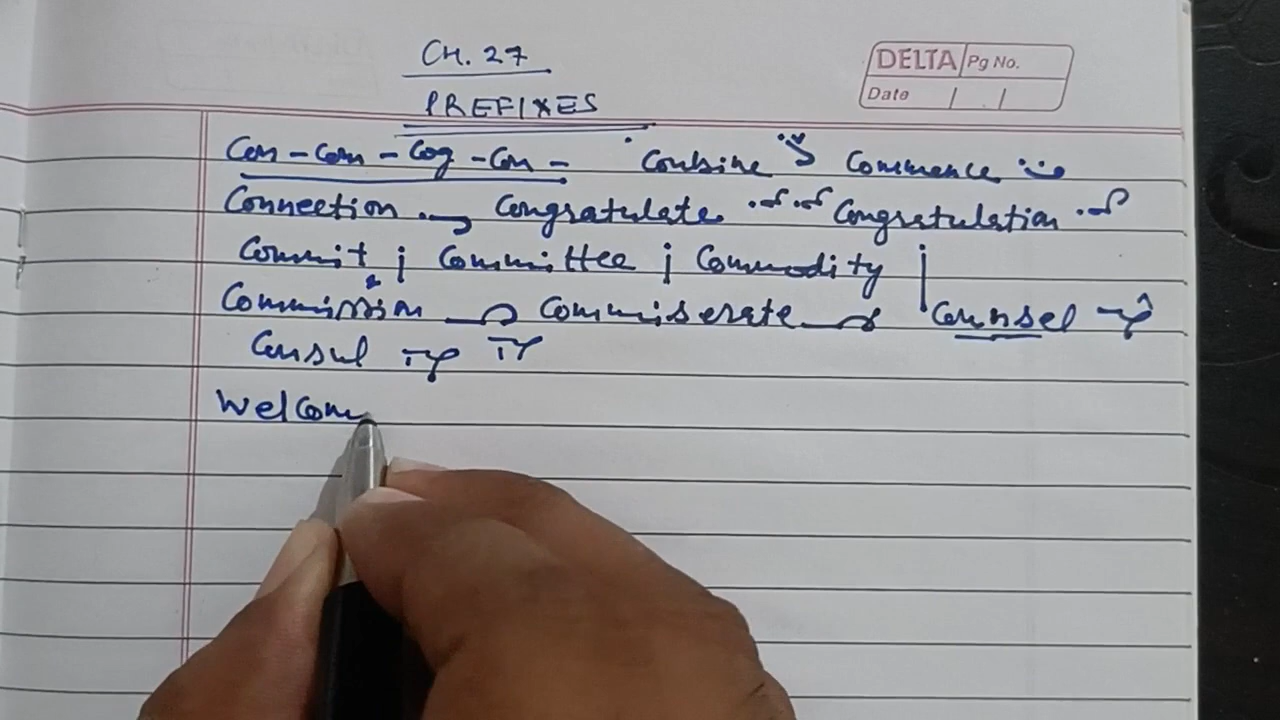 CH. 27
DELTA Pg No.
Date / /
PREFIXES
Con - Com - Cog - Con - Combine Commence
Connection Congratulate Congratulation
Commit Committee Commodity
Commission Commiserate Counsel
Consul
Welcom